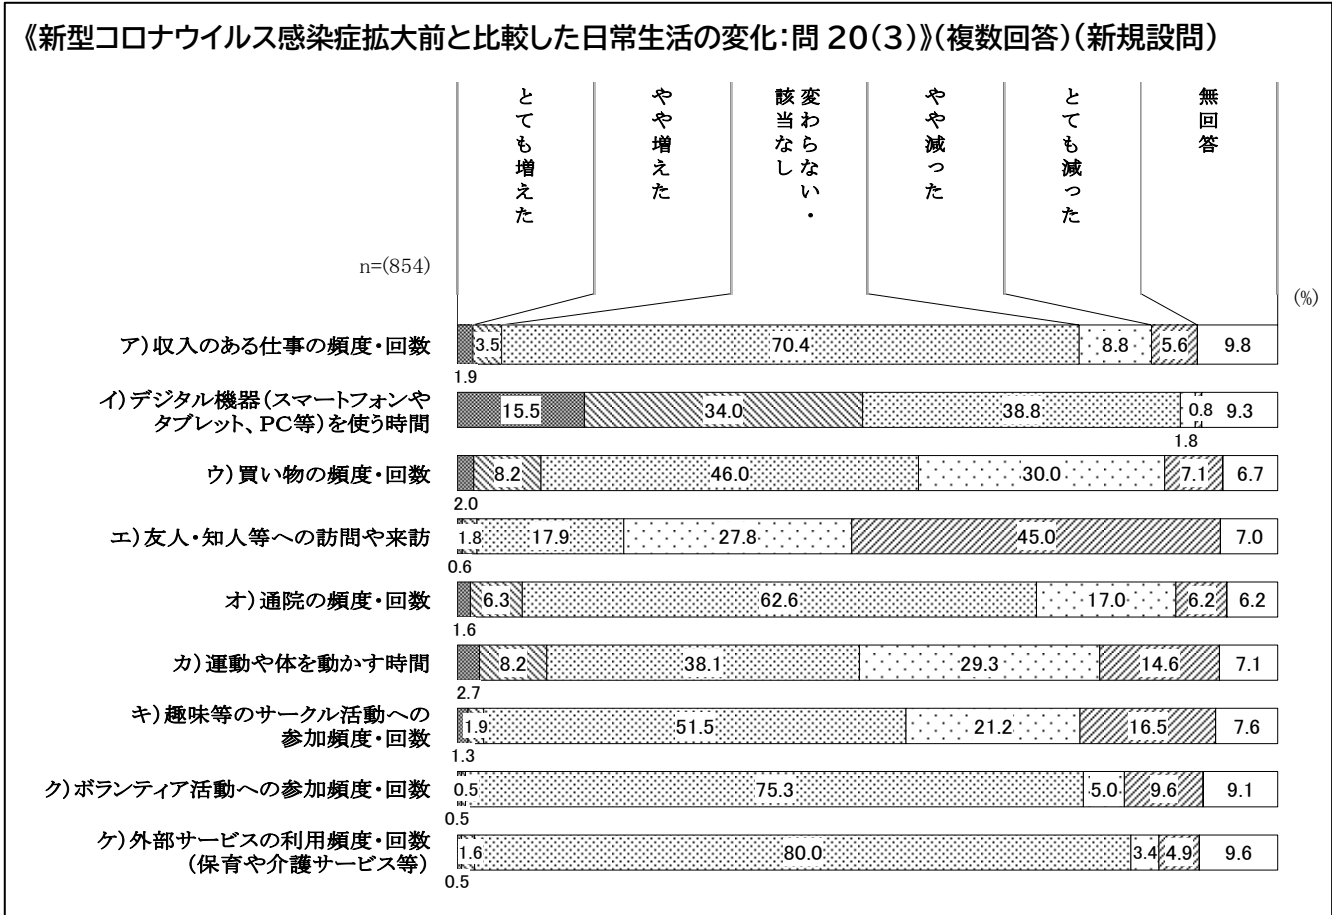 《新型コロナウイルス感染症拡大前と比較した日常生活の変化：問 20(3)》(複数回答)(新規設問)
とても増えた
やや増えた
変わらない・
該当なし
やや減った
とても減った
無回答
n=(854)
(%)
ア)収入のある仕事の頻度・回数
3.5 70.4 8.8 5.6 9.8
1.9
イ)デジタル機器(スマートフォンや
タブレット、PC等)を使う時間
15.5 34.0 38.8 0.8 9.3
1.8
ウ)買い物の頻度・回数
8.2 46.0 30.0 7.1 6.7
2.0
エ)友人・知人等への訪問や来訪
1.8 17.9 27.8 45.0 7.0
0.6
オ)通院の頻度・回数
6.3 62.6 17.0 6.2 6.2
1.6
カ)運動や体を動かす時間
8.2 38.1 29.3 14.6 7.1
2.7
キ)趣味等のサークル活動への
参加頻度・回数
1.9 51.5 21.2 16.5 7.6
1.3
ク)ボランティア活動への参加頻度・回数
0.5 75.3 5.0 9.6 9.1
0.5
ケ)外部サービスの利用頻度・回数
(保育や介護サービス等)
1.6 80.0 3.4 4.9 9.6
0.5